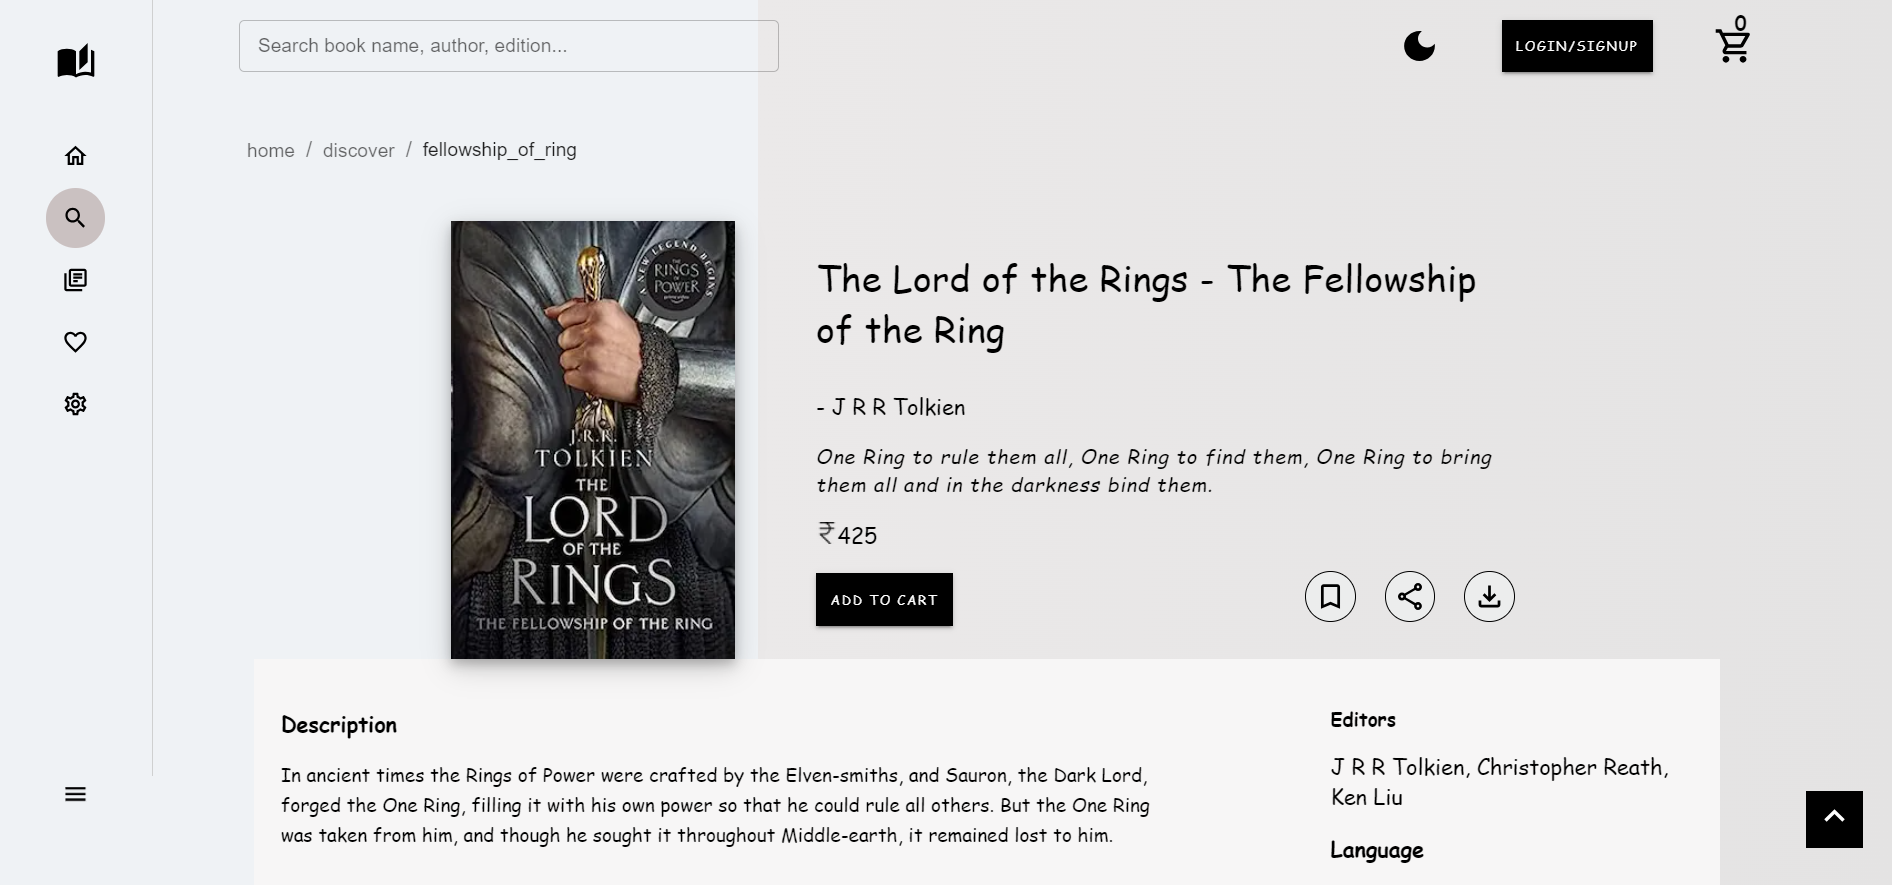 Search book name, author, edition...
LOGIN/SIGNUP
0
home / discover / fellowship_of_ring
A NEW LEGEND BEGINS
THE
RINGS
OF
POWER
J.R.R.
TOLKIEN
THE
LORD
OF THE
RINGS
THE FELLOWSHIP OF THE RING
The Lord of the Rings - The Fellowship
of the Ring
- J R R Tolkien
One Ring to rule them all, One Ring to find them, One Ring to bring
them all and in the darkness bind them.
₹425
ADD TO CART
Description
In ancient times the Rings of Power were crafted by the Elven-smiths, and Sauron, the Dark Lord,
forged the One Ring, filling it with his own power so that he could rule all others. But the One Ring
was taken from him, and though he sought it throughout Middle-earth, it remained lost to him.
Editors
J R R Tolkien, Christopher Reath,
Ken Liu
Language